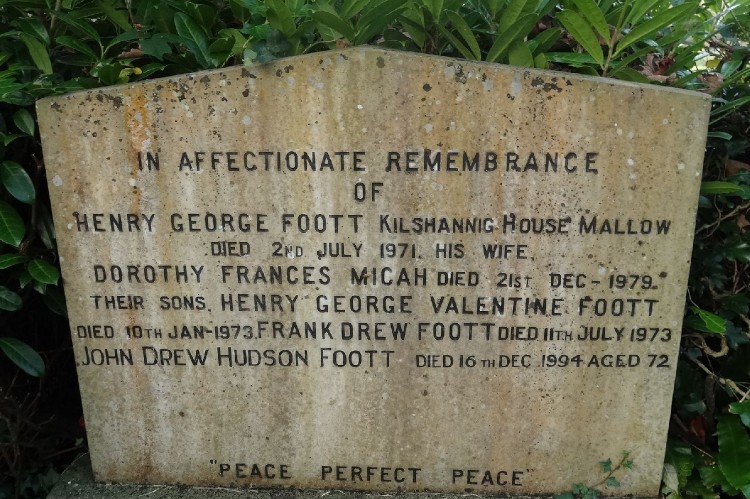 IN AFFECTIONATE REMEMBRANCE
OF
HENRY GEORGE FOOTT KILSHANNIG HOUSE MALLOW
DIED 2ND JULY 1971. HIS WIFE,
DOROTHY FRANCES MICAH DIED 21ST DEC - 1979.
THEIR SONS, HENRY GEORGE VALENTINE FOOTT
DIED 10TH JAN-1973. FRANK DREW FOOTT DIED 11TH JULY 1973
JOHN DREW HUDSON FOOTT DIED 16TH DEC 1994 AGED 72
"PEACE PERFECT PEACE"